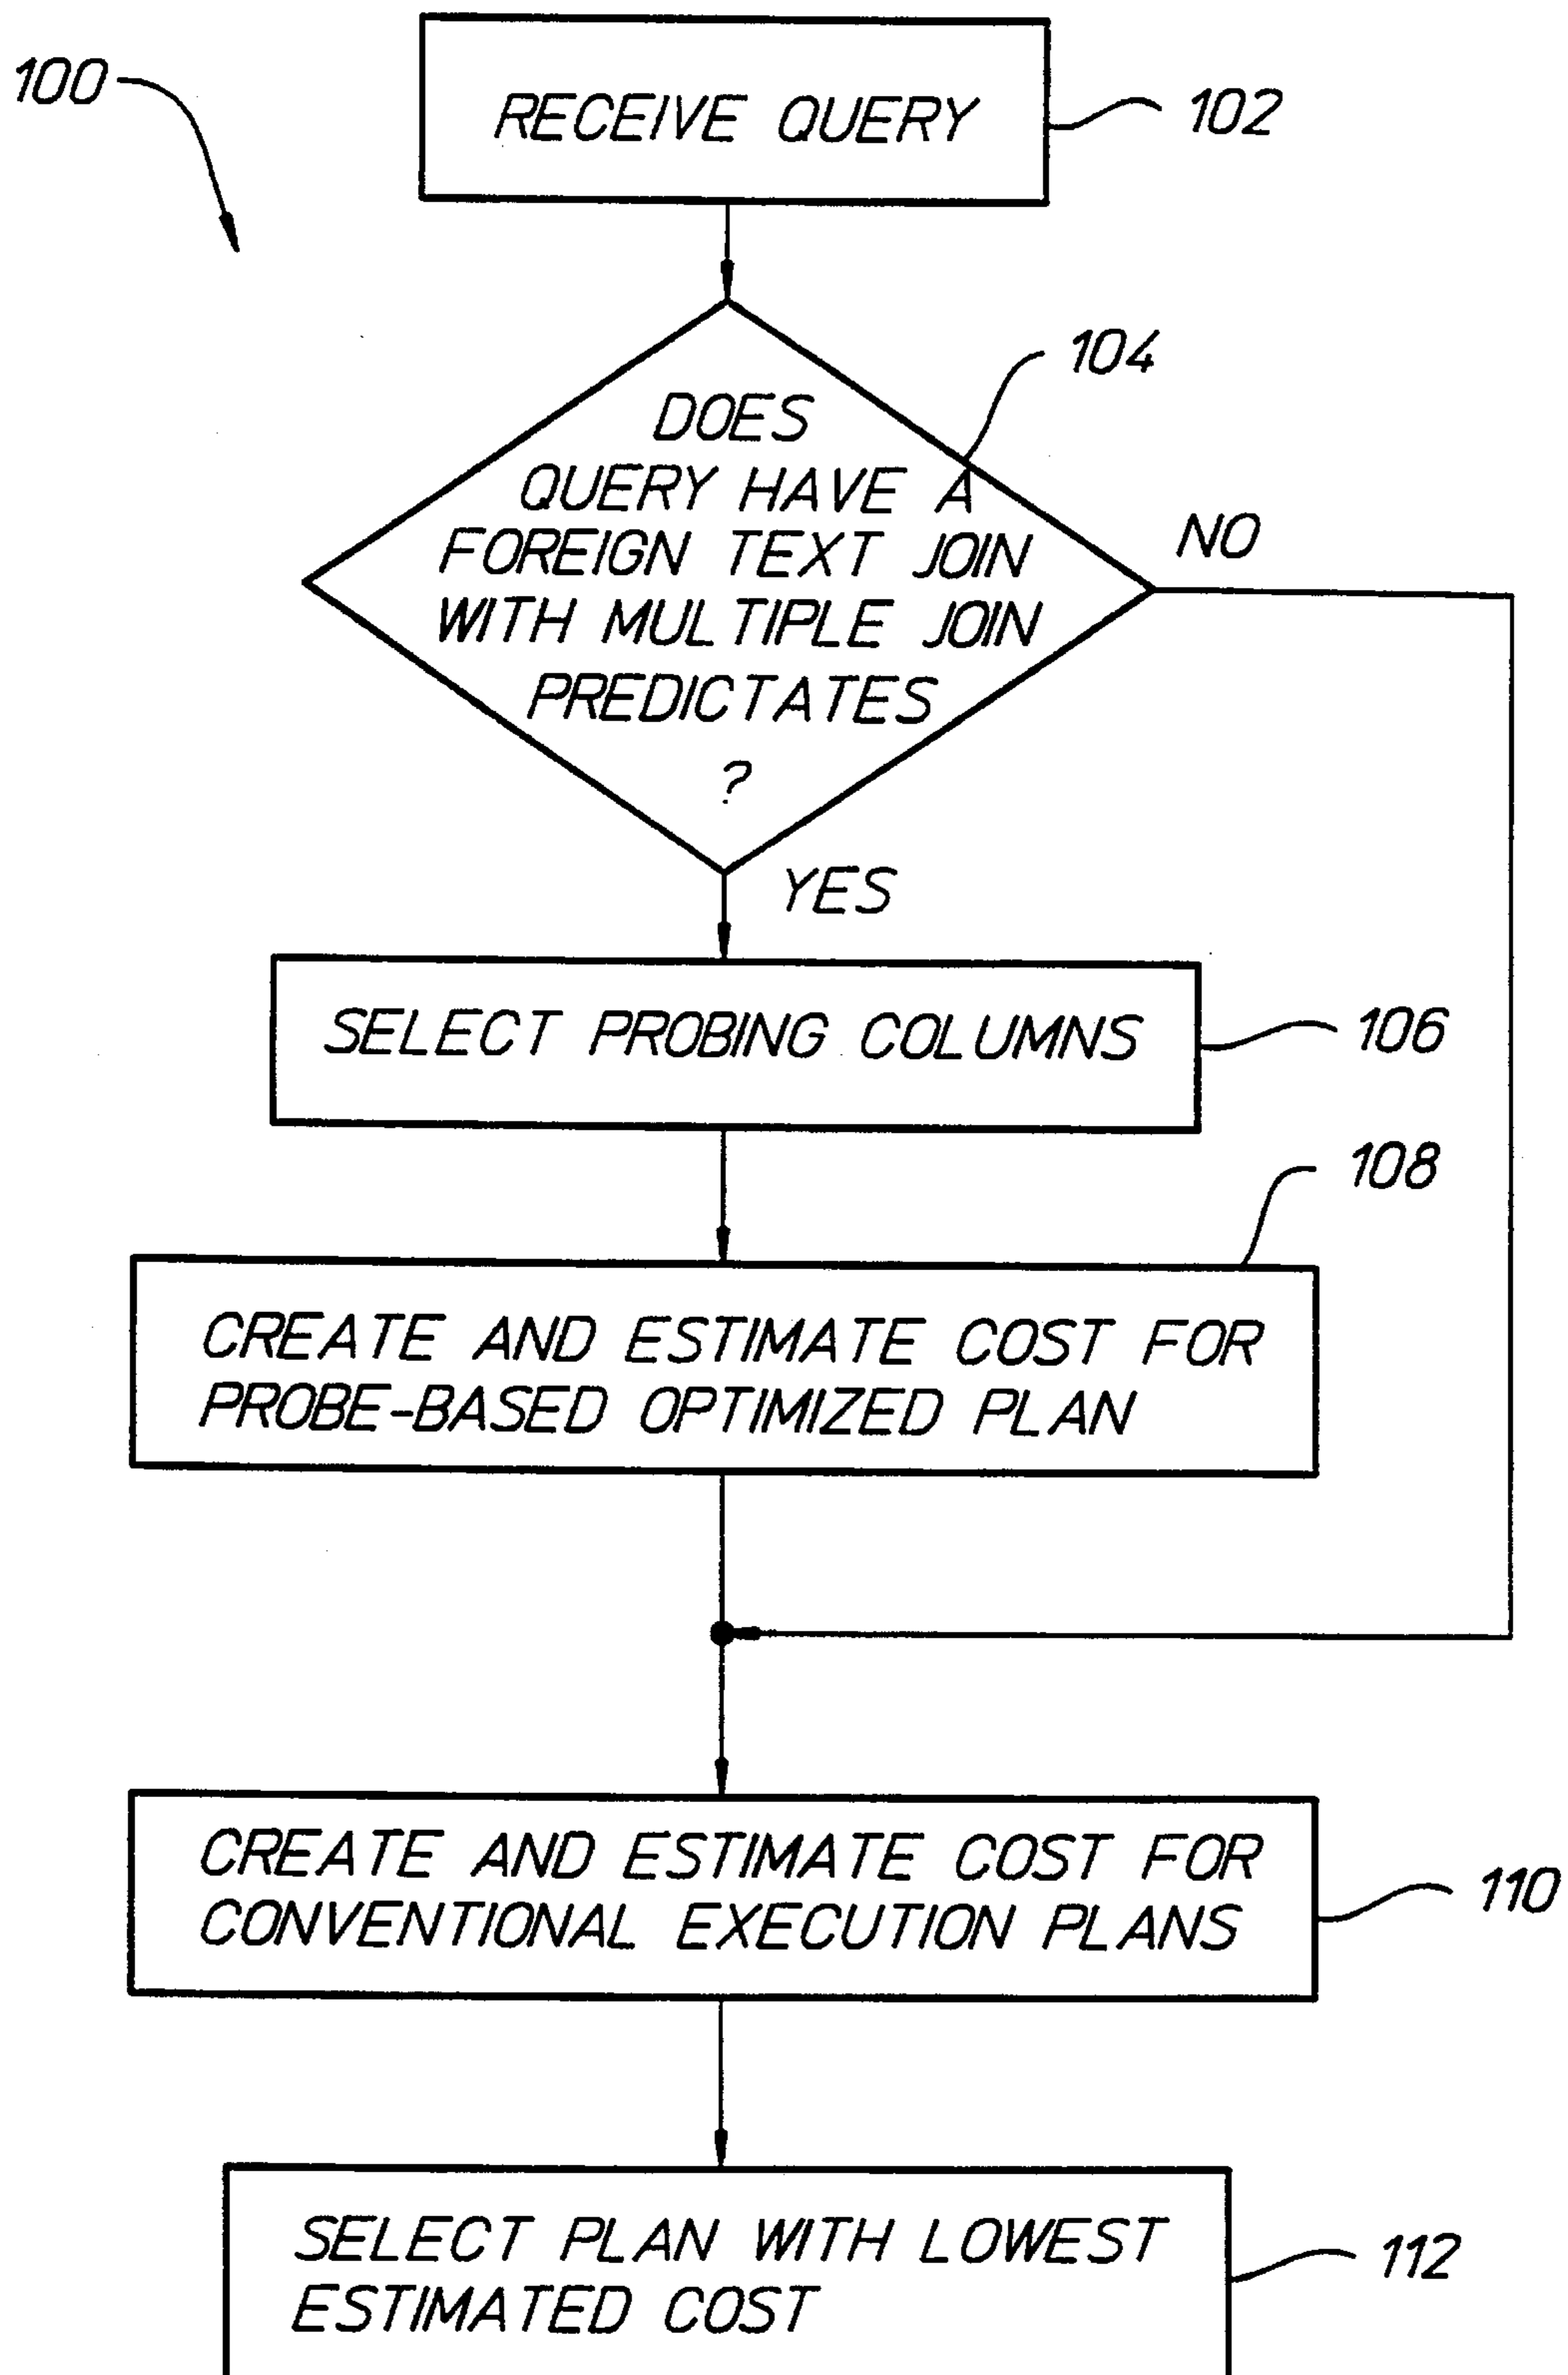 100
RECEIVE QUERY
102
104
DOES
QUERY HAVE A
FOREIGN TEXT JOIN
WITH MULTIPLE JOIN
PREDICTATES
?
NO
YES
SELECT PROBING COLUMNS
106
108
CREATE AND ESTIMATE COST FOR
PROBE-BASED OPTIMIZED PLAN
CREATE AND ESTIMATE COST FOR
CONVENTIONAL EXECUTION PLANS
110
SELECT PLAN WITH LOWEST
ESTIMATED COST
112